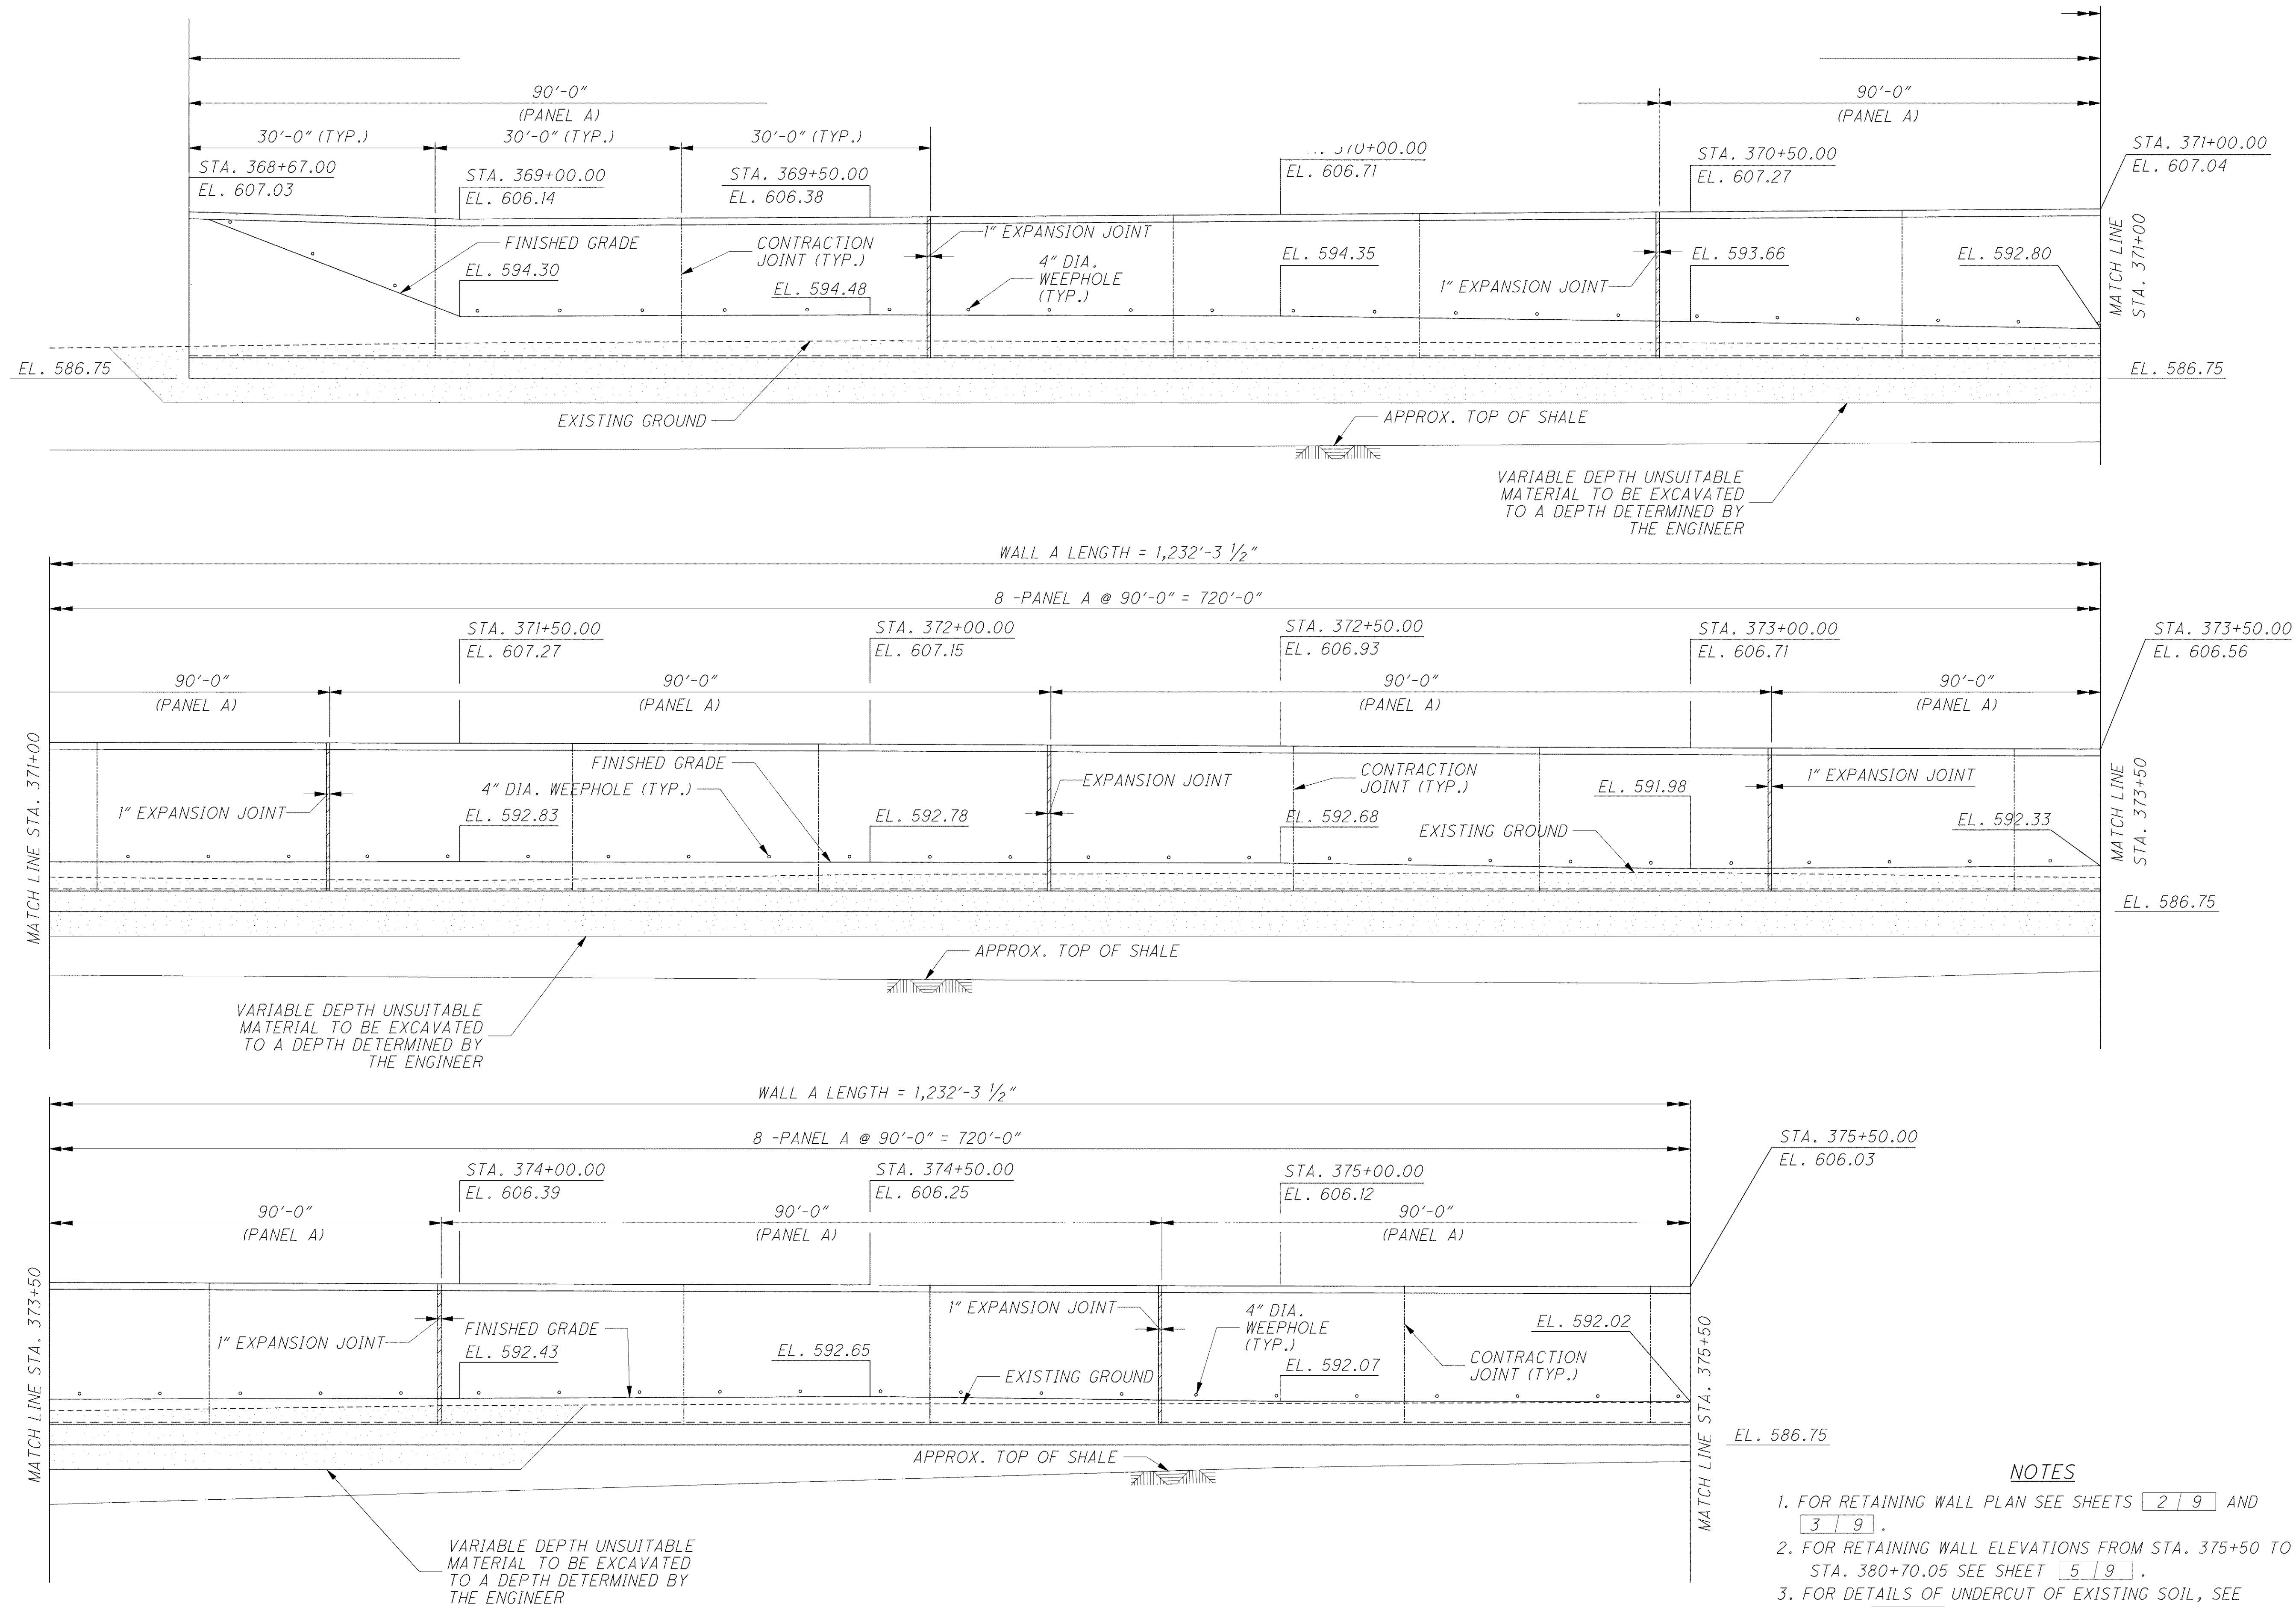 90'-0"
(PANEL A)
90'-0"
(PANEL A)
30'-0" (TYP.)
30'-0" (TYP.)
30'-0" (TYP.)
STA. 368+67.00
EL. 607.03
STA. 369+00.00
EL. 606.14
STA. 369+50.00
EL. 606.38
370+00.00
EL. 606.71
STA. 370+50.00
EL. 607.27
STA. 371+00.00
EL. 607.04
FINISHED GRADE
EL. 594.30
CONTRACTION
JOINT (TYP.)
EL. 594.48
1" EXPANSION JOINT
4" DIA.
WEEPHOLE
(TYP.)
EL. 594.35
1" EXPANSION JOINT
EL. 593.66
EL. 592.80
MATCH LINE
STA. 371+00
EL. 586.75
EL. 586.75
EXISTING GROUND
APPROX. TOP OF SHALE
VARIABLE DEPTH UNSUITABLE
MATERIAL TO BE EXCAVATED
TO A DEPTH DETERMINED BY
THE ENGINEER
WALL A LENGTH = 1,232'-3 1/2"
8 -PANEL A @ 90'-0" = 720'-0"
STA. 371+50.00
EL. 607.27
STA. 372+00.00
EL. 607.15
STA. 372+50.00
EL. 606.93
STA. 373+00.00
EL. 606.71
STA. 373+50.00
EL. 606.56
90'-0"
(PANEL A)
90'-0"
(PANEL A)
90'-0"
(PANEL A)
90'-0"
(PANEL A)
MATCH LINE STA. 371+00
1" EXPANSION JOINT
FINISHED GRADE
4" DIA. WEEPHOLE (TYP.)
EL. 592.83
EL. 592.78
EXPANSION JOINT
CONTRACTION
JOINT (TYP.)
EL. 592.68
EXISTING GROUND
EL. 591.98
1" EXPANSION JOINT
EL. 592.33
MATCH LINE
STA. 373+50
EL. 586.75
APPROX. TOP OF SHALE
VARIABLE DEPTH UNSUITABLE
MATERIAL TO BE EXCAVATED
TO A DEPTH DETERMINED BY
THE ENGINEER
WALL A LENGTH = 1,232'-3 1/2"
8 -PANEL A @ 90'-0" = 720'-0"
STA. 374+00.00
EL. 606.39
STA. 374+50.00
EL. 606.25
STA. 375+00.00
EL. 606.12
STA. 375+50.00
EL. 606.03
90'-0"
(PANEL A)
90'-0"
(PANEL A)
90'-0"
(PANEL A)
MATCH LINE STA. 373+50
1" EXPANSION JOINT
FINISHED GRADE
EL. 592.43
EL. 592.65
1" EXPANSION JOINT
EXISTING GROUND
4" DIA.
WEEPHOLE
(TYP.)
EL. 592.07
CONTRACTION
JOINT (TYP.)
EL. 592.02
MATCH LINE STA. 375+50
EL. 586.75
APPROX. TOP OF SHALE
VARIABLE DEPTH UNSUITABLE
MATERIAL TO BE EXCAVATED
TO A DEPTH DETERMINED BY
THE ENGINEER
NOTES
1. FOR RETAINING WALL PLAN SEE SHEETS 2 / 9 AND
3 / 9 .
2. FOR RETAINING WALL ELEVATIONS FROM STA. 375+50 TO
STA. 380+70.05 SEE SHEET 5 / 9 .
3. FOR DETAILS OF UNDERCUT OF EXISTING SOIL, SEE